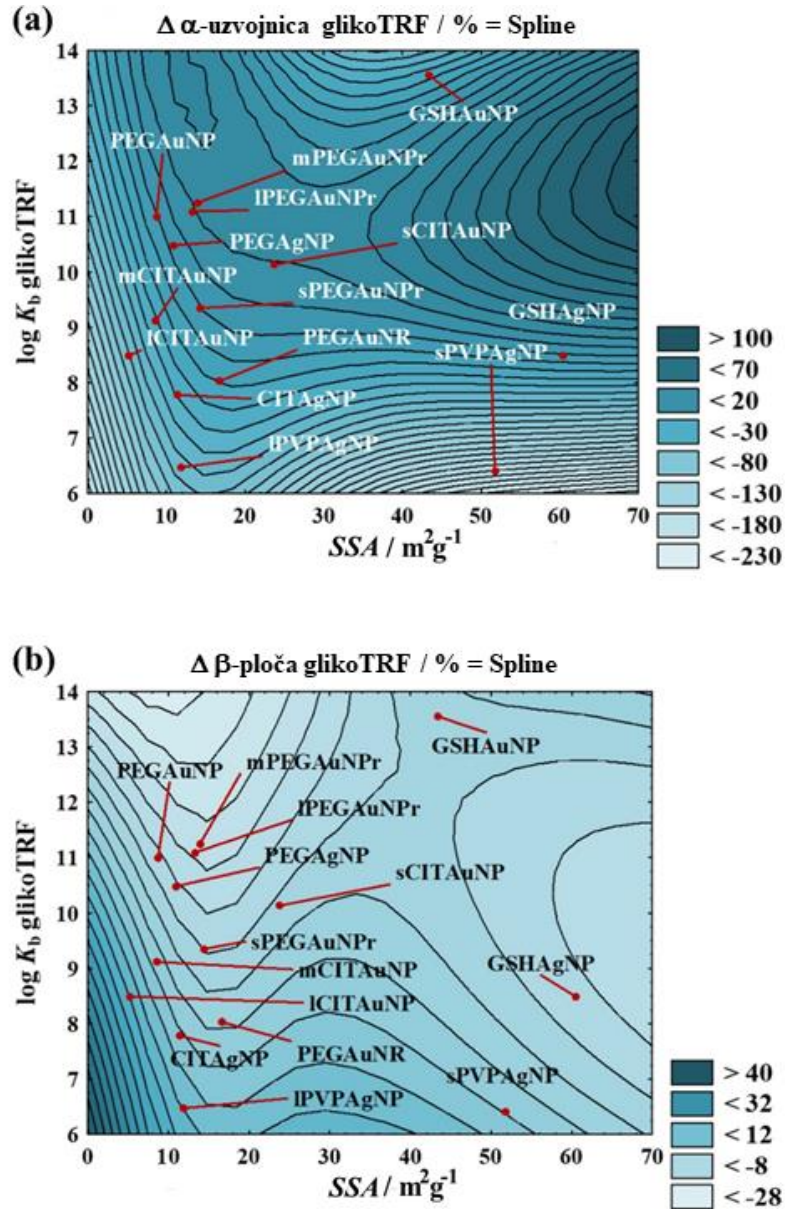 (a)
Δ α-uzvojnica glikoTRF / % = Spline
log K_b glikoTRF
14
13
12
11
10
9
8
7
6
PEGAuNP
GSHAuNP
mPEGAuNPr
lPEGAuNPr
PEGAgNP
sCITAuNP
mCITAuNP
sPEGAuNPr
GSHAgNP
lCITAuNP
PEGAuNR
sPVPAgNP
CITAgNP
lPVPAgNP
0 10 20 30 40 50 60 70
SSA / m²g⁻¹
> 100
< 70
< 20
< -30
< -80
< -130
< -180
< -230
(b)
Δ β-ploča glikoTRF / % = Spline
log K_b glikoTRF
14
13
12
11
10
9
8
7
6
PEGAuNP
mPEGAuNPr
GSHAuNP
lPEGAuNPr
PEGAgNP
sCITAuNP
sPEGAuNPr
mCITAuNP
GSHAgNP
lCITAuNP
CITAgNP
PEGAuNR
sPVPAgNP
lPVPAgNP
0 10 20 30 40 50 60 70
SSA / m²g⁻¹
> 40
< 32
< 12
< -8
< -28